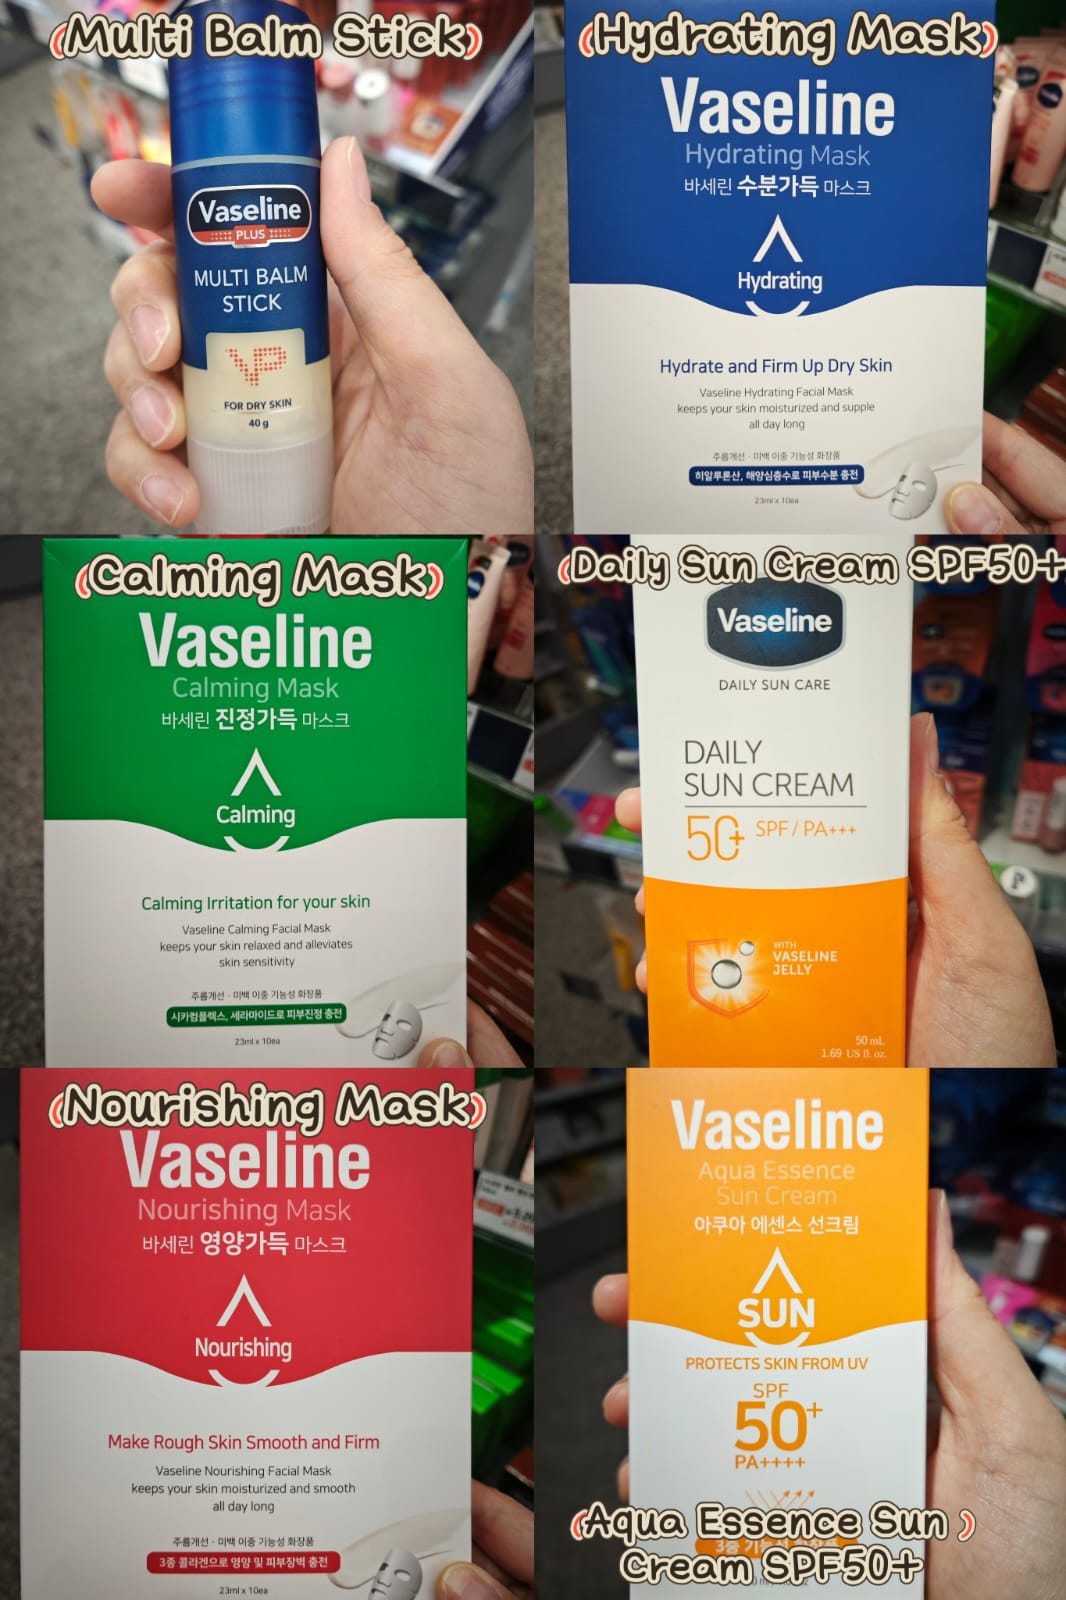 Multi Balm Stick
Vaseline
PLUS
MULTI BALM
STICK
VP
FOR DRY SKIN
40 g
Hydrating Mask
Vaseline
Hydrating Mask
바세린 수분가득 마스크
Hydrating
Hydrate and Firm Up Dry Skin
Vaseline Hydrating Facial Mask
keeps your skin moisturized and supple
all day long
주름개선 · 미백 이중 기능성 화장품
히알루론산, 해양심층수로 피부수분 충전
23ml x 10ea
Calming Mask
Vaseline
Calming Mask
바세린 진정가득 마스크
Calming
Calming Irritation for your skin
Vaseline Calming Facial Mask
keeps your skin relaxed and alleviates
skin sensitivity
주름개선 · 미백 이중 기능성 화장품
시카컴플렉스, 세라마이드로 피부진정 충전
23ml x 10ea
Daily Sun Cream SPF50+
Vaseline
DAILY SUN CARE
DAILY
SUN CREAM
50+ SPF / PA+++
WITH
VASELINE
JELLY
50 mL
1.69 US fl. oz.
Nourishing Mask
Vaseline
Nourishing Mask
바세린 영양가득 마스크
Nourishing
Make Rough Skin Smooth and Firm
Vaseline Nourishing Facial Mask
keeps your skin moisturized and smooth
all day long
주름개선 · 미백 이중 기능성 화장품
3중 콜라겐으로 영양 및 피부장벽 충전
23ml x 10ea
Vaseline
Aqua Essence
Sun Cream
아쿠아 에센스 선크림
SUN
PROTECTS SKIN FROM UV
SPF
50+
PA++++
Aqua Essence Sun
3중
Cream SPF50+